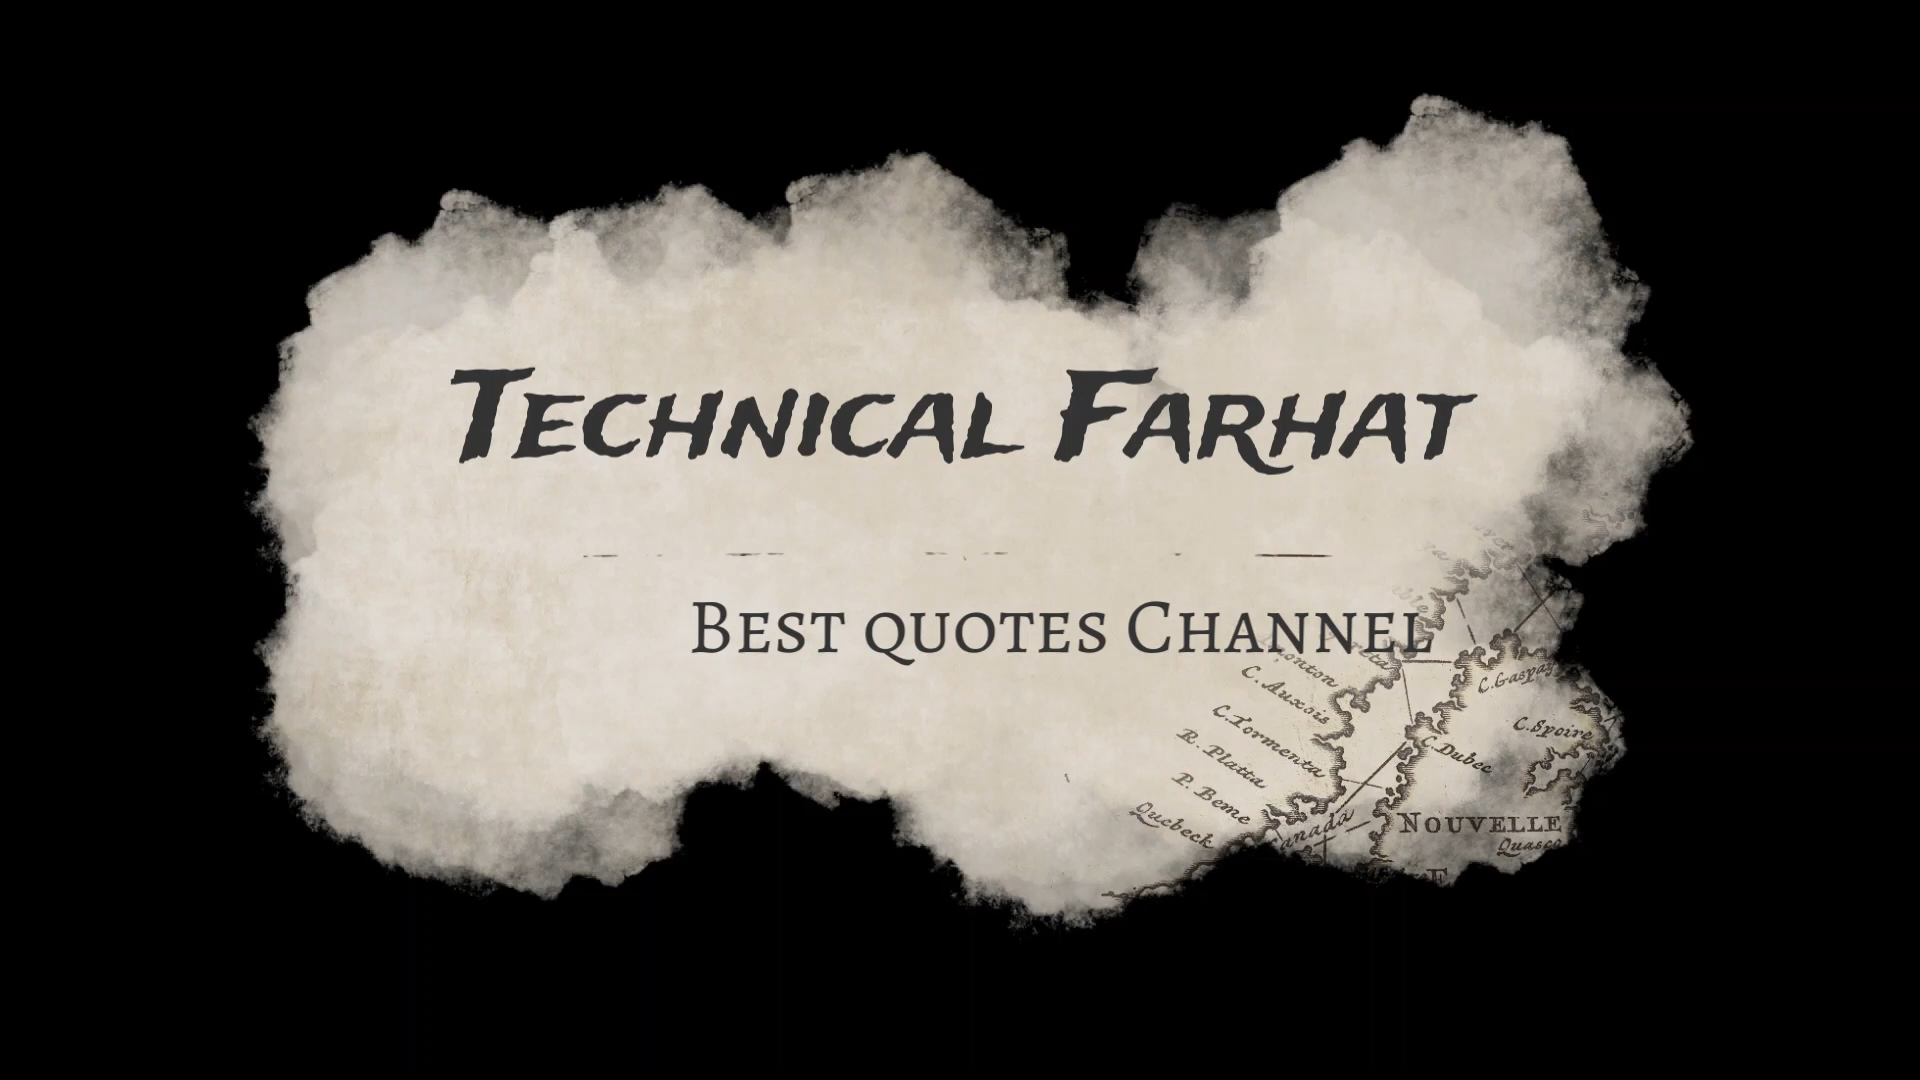 Technical Farhat
Best quotes Channel
C. Auxois
C. Tormenta
R. Platta
P. Beme
Quebeck
C. Gaspay
C. Spoire
C. Dubec
Nouvelle
Quasco